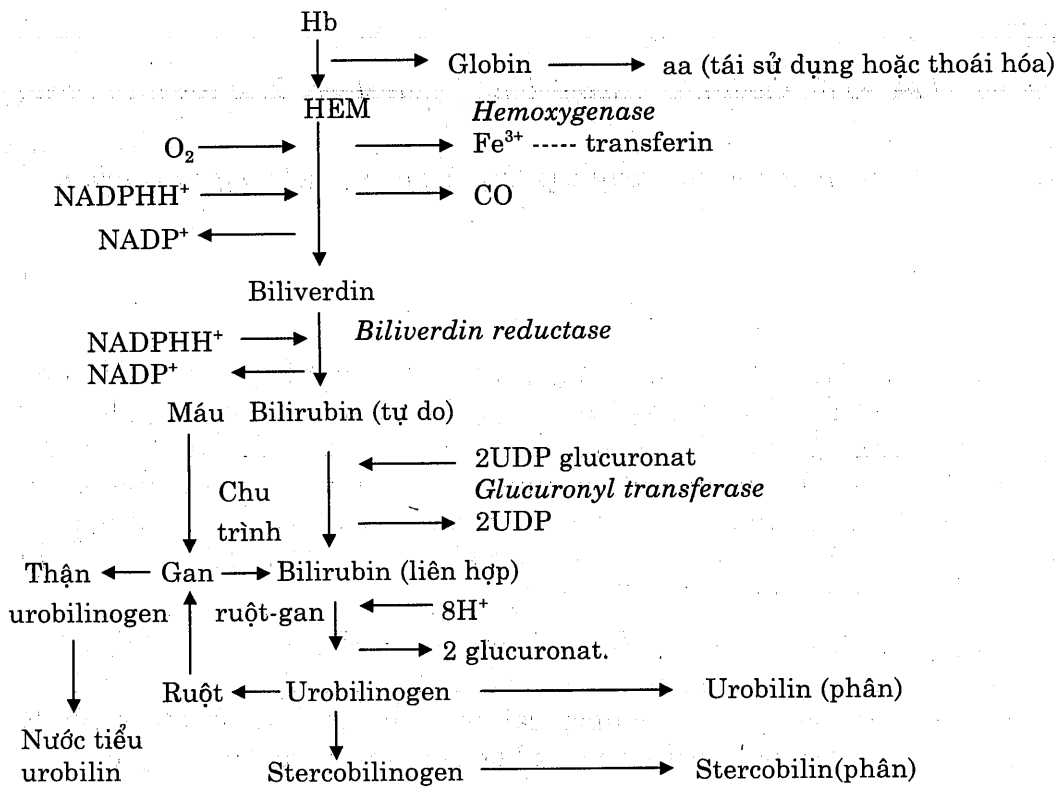 Hb
Globin
aa (tái sử dụng hoặc thoái hóa)
HEM
Hemoxygenase
O₂
Fe³⁺ ----- transferin
NADPHH⁺
CO
NADP⁺
Biliverdin
NADPHH⁺
Biliverdin reductase
NADP⁺
Máu
Bilirubin (tự do)
2UDP glucuronat
Glucuronyl transferase
Chu
trình
2UDP
Thận
Gan
Bilirubin (liên hợp)
urobilinogen
ruột-gan
8H⁺
2 glucuronat.
Ruột
Urobilinogen
Urobilin (phân)
Nước tiểu
urobilin
Stercobilinogen
Stercobilin(phân)